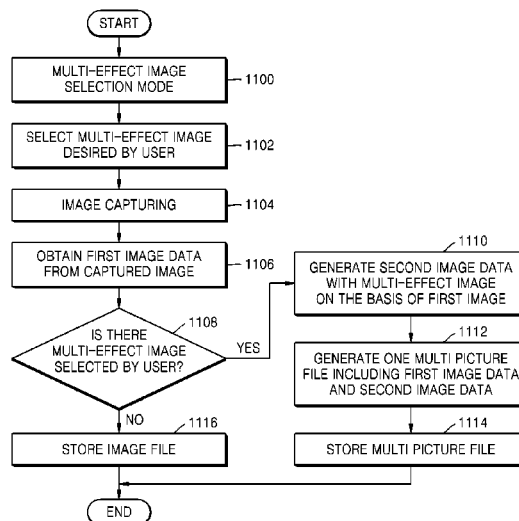 START
MULTI-EFFECT IMAGE
SELECTION MODE
1100
SELECT MULTI-EFFECT IMAGE
DESIRED BY USER
1102
IMAGE CAPTURING
1104
OBTAIN FIRST IMAGE DATA
FROM CAPTURED IMAGE
1106
1108
IS THERE
MULTI-EFFECT IMAGE
SELECTED BY USER?
YES
NO
1110
GENERATE SECOND IMAGE DATA
WITH MULTI-EFFECT IMAGE
ON THE BASIS OF FIRST IMAGE
1112
GENERATE ONE MULTI PICTURE
FILE INCLUDING FIRST IMAGE DATA
AND SECOND IMAGE DATA
1116
STORE IMAGE FILE
1114
STORE MULTI PICTURE FILE
END